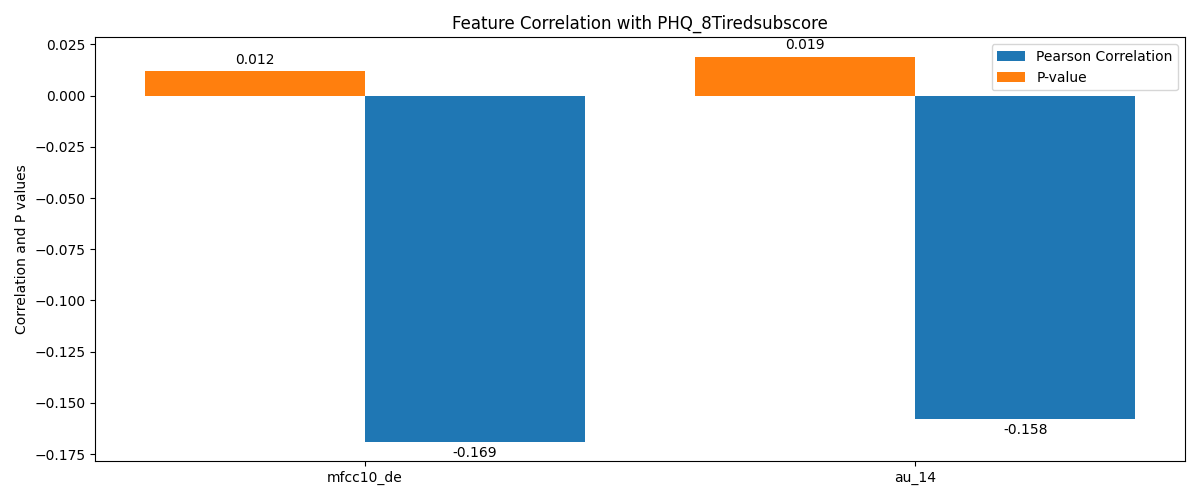 Feature Correlation with PHQ_8Tiredsubscore
Pearson Correlation
P-value
0.012
0.019
-0.169
-0.158
Correlation and P values
0.025
0.000
−0.025
−0.050
−0.075
−0.100
−0.125
−0.150
−0.175
mfcc10_de
au_14